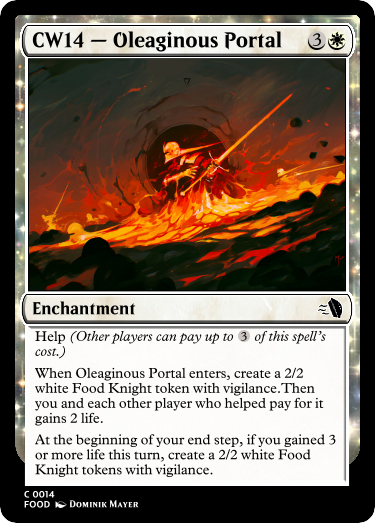 CW14 — Oleaginous Portal 3
Enchantment
Help (Other players can pay up to 3 of this spell's
cost.)
When Oleaginous Portal enters, create a 2/2
white Food Knight token with vigilance.Then
you and each other player who helped pay for it
gains 2 life.
At the beginning of your end step, if you gained 3
or more life this turn, create a 2/2 white Food
Knight tokens with vigilance.
C 0014
FOOD Dominik Mayer